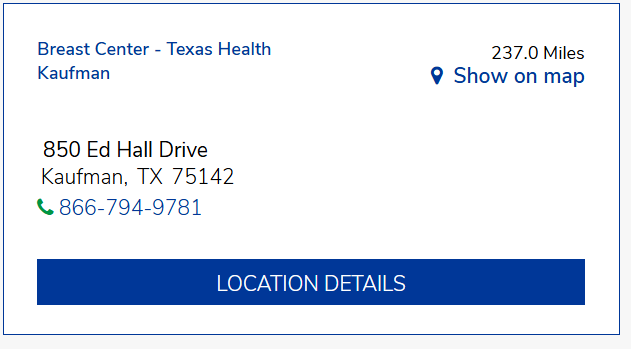 Breast Center - Texas Health
Kaufman
237.0 Miles
Show on map
850 Ed Hall Drive
Kaufman, TX 75142
866-794-9781
LOCATION DETAILS